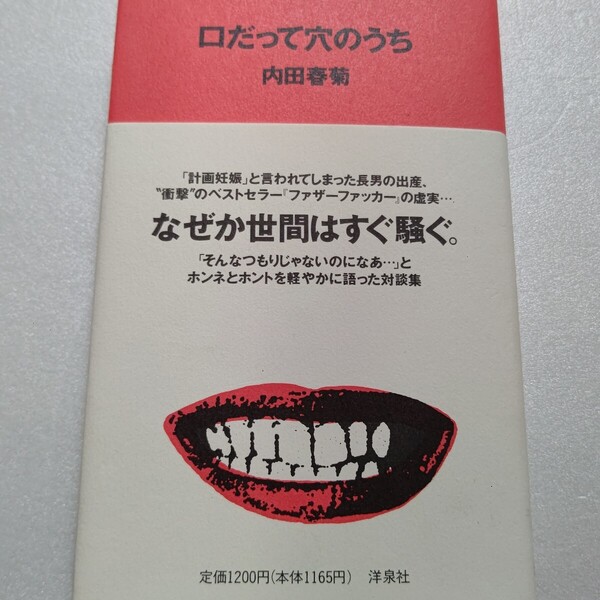 口だって穴のうち
内田春菊
「計画妊娠」と言われてしまった長男の出産、
“衝撃”のベストセラー『ファザーファッカー』の虚実…
なぜか世間はすぐ騒ぐ。
「そんなつもりじゃないのになあ…」と
ホンネとホントを軽やかに語った対談集
定価1200円(本体1165円) 洋泉社